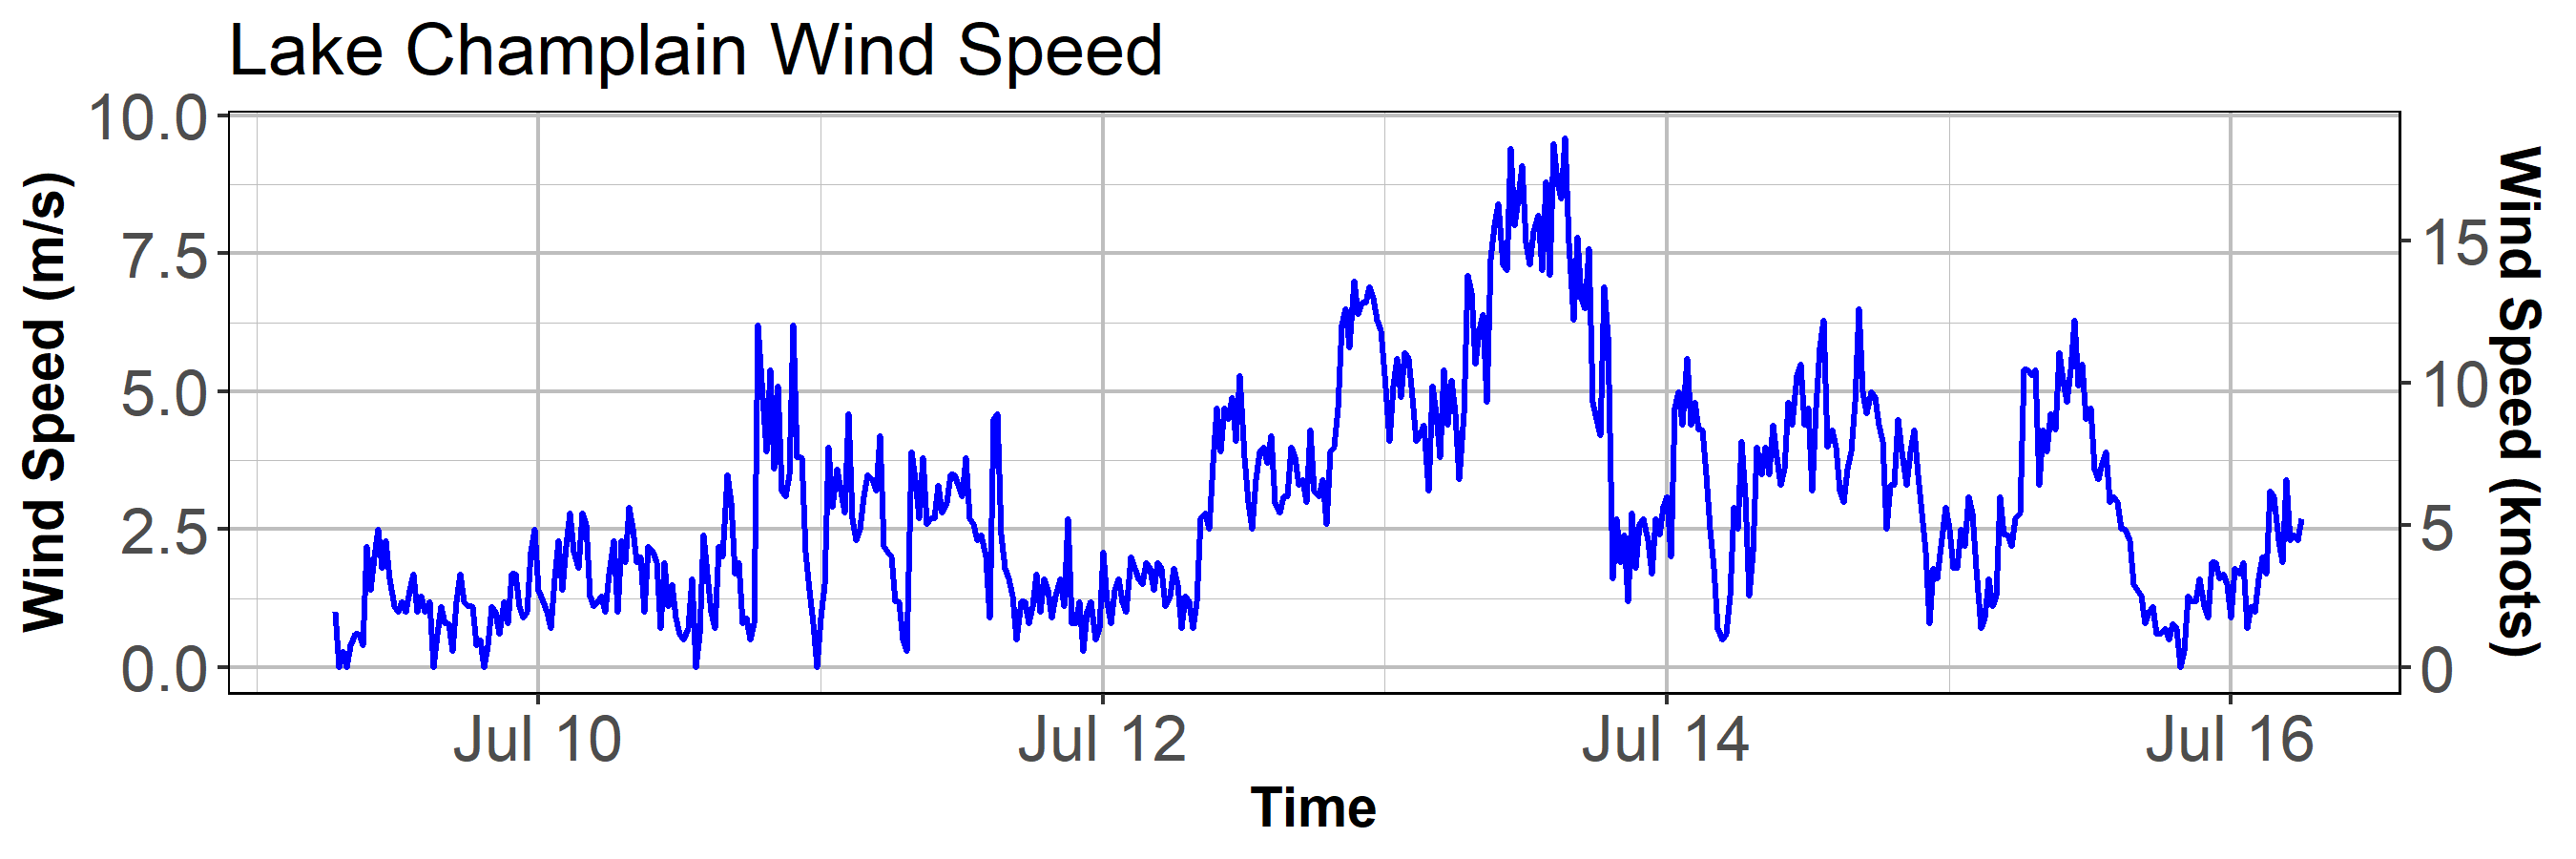 Lake Champlain Wind Speed
10.0
7.5
5.0
2.5
0.0
Wind Speed (m/s)
15
10
5
0
Wind Speed (knots)
Jul 10
Jul 12
Jul 14
Jul 16
Time